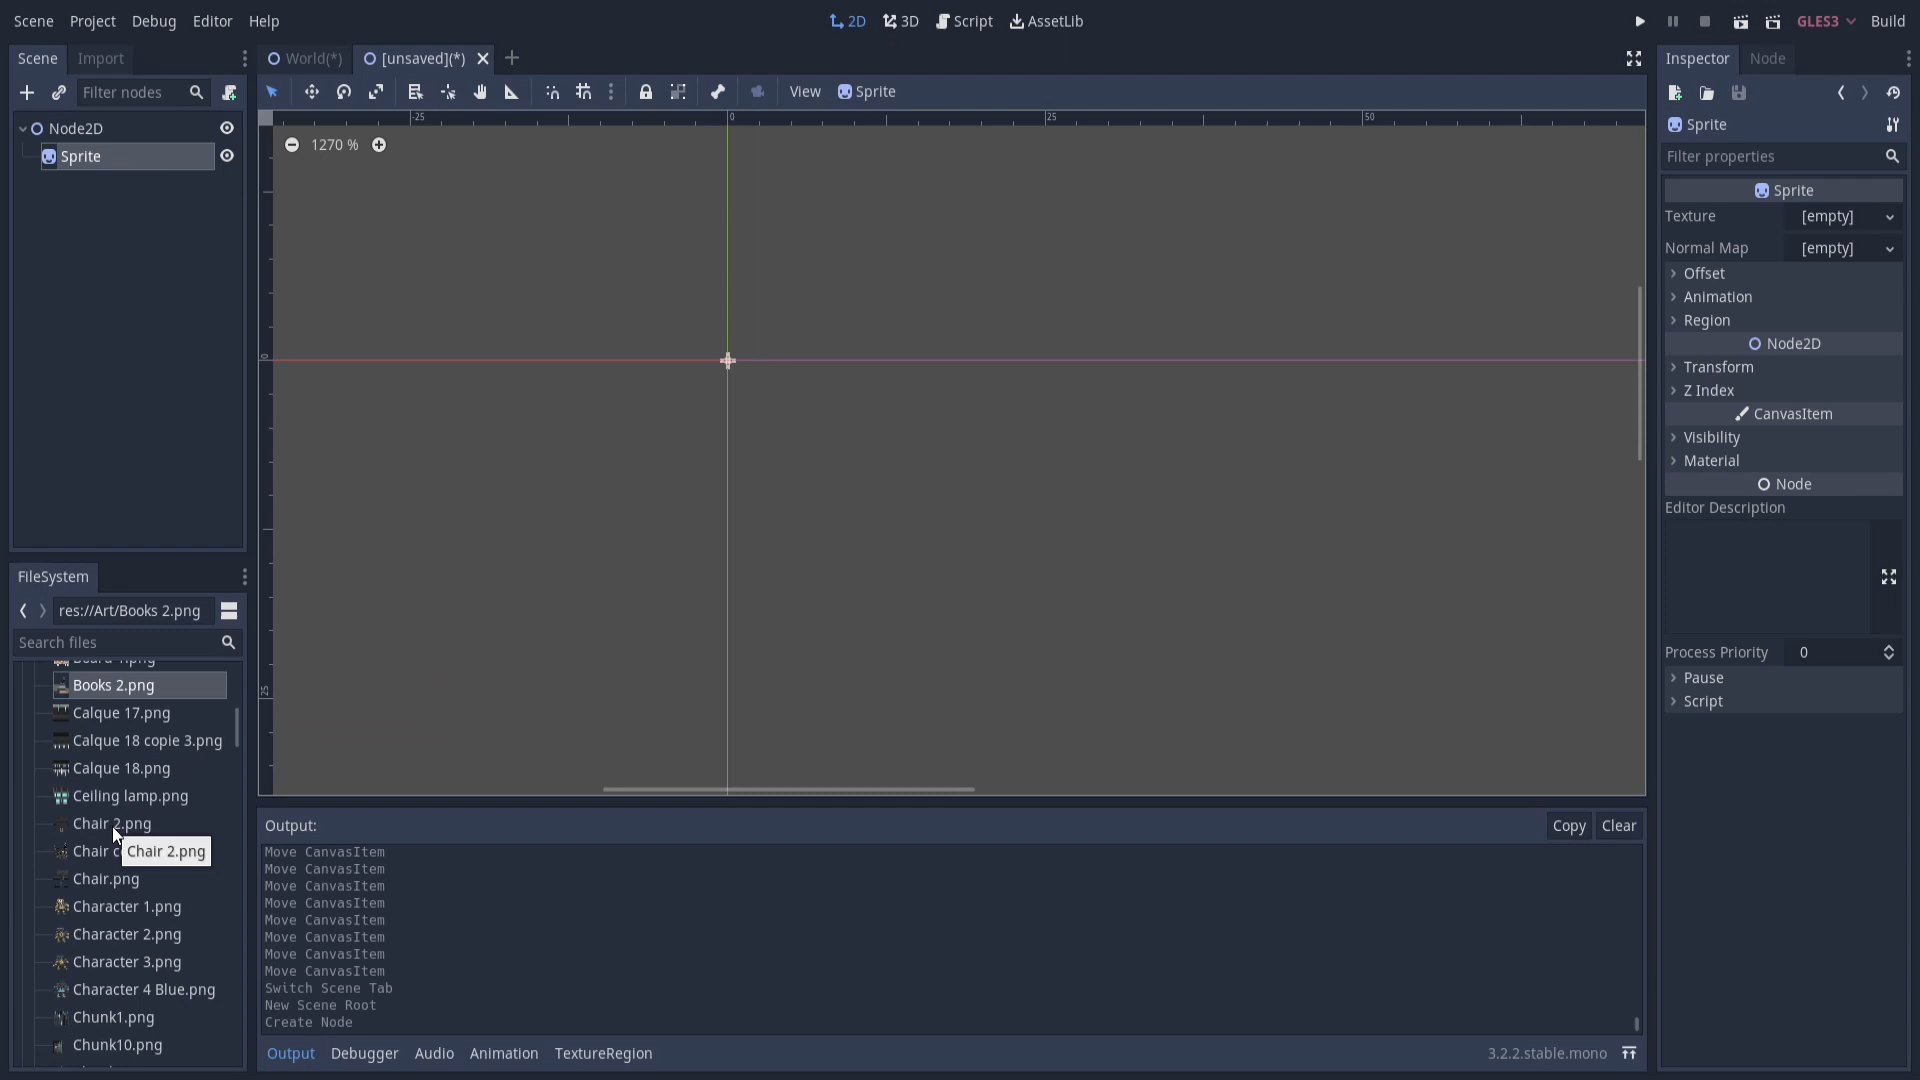 Scene Project Debug Editor Help
2D 3D Script AssetLib
GLES3 Build
Scene Import
Filter nodes
Node2D
Sprite
World(*) [unsaved](*)
View Sprite
-25 0 25 50
1270 %
0
25
FileSystem
res://Art/Books 2.png
Search files
Books 2.png
Calque 17.png
Calque 18 copie 3.png
Calque 18.png
Ceiling lamp.png
Chair 2.png
Chair c
Chair 2.png
Chair.png
Character 1.png
Character 2.png
Character 3.png
Character 4 Blue.png
Chunk1.png
Chunk10.png
Output: Copy Clear
Move CanvasItem
Move CanvasItem
Move CanvasItem
Move CanvasItem
Move CanvasItem
Move CanvasItem
Move CanvasItem
Move CanvasItem
Switch Scene Tab
New Scene Root
Create Node
Output Debugger Audio Animation TextureRegion
3.2.2.stable.mono
Inspector Node
Sprite
Filter properties
Sprite
Texture [empty]
Normal Map [empty]
Offset
Animation
Region
Node2D
Transform
Z Index
CanvasItem
Visibility
Material
Node
Editor Description
Process Priority 0
Pause
Script